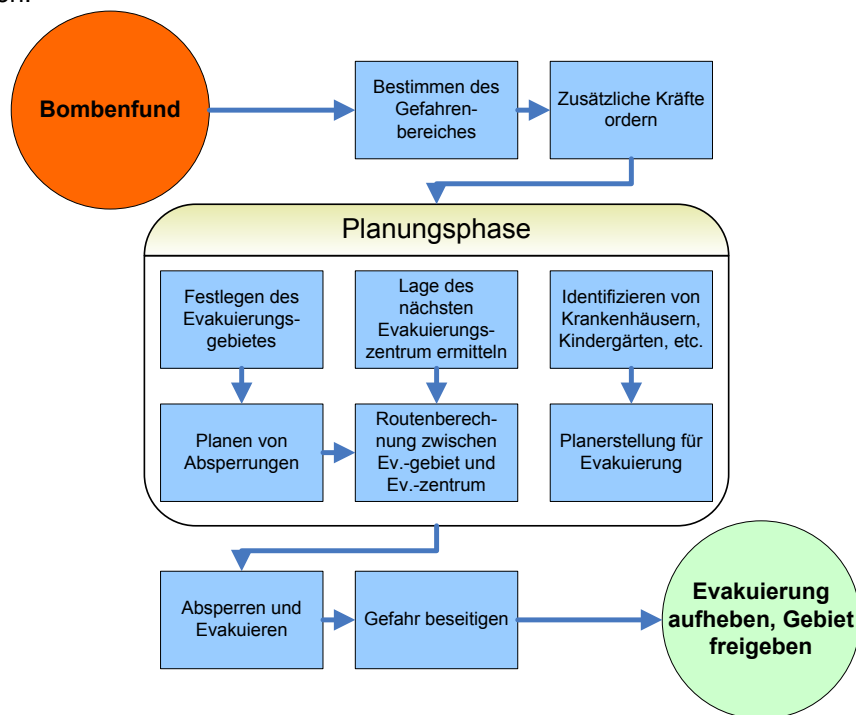 Bombenfund
Bestimmen des
Gefahren-
bereiches
Zusätzliche Kräfte
ordern
Planungsphase
Festlegen des
Evakuierungs-
gebietes
Lage des
nächsten
Evakuierungs-
zentrum ermitteln
Identifizieren von
Krankenhäusern,
Kindergärten, etc.
Planen von
Absperrungen
Routenberech-
nung zwischen
Ev.-gebiet und
Ev.-zentrum
Planerstellung für
Evakuierung
Absperren und
Evakuieren
Gefahr beseitigen
Evakuierung
aufheben, Gebiet
freigeben